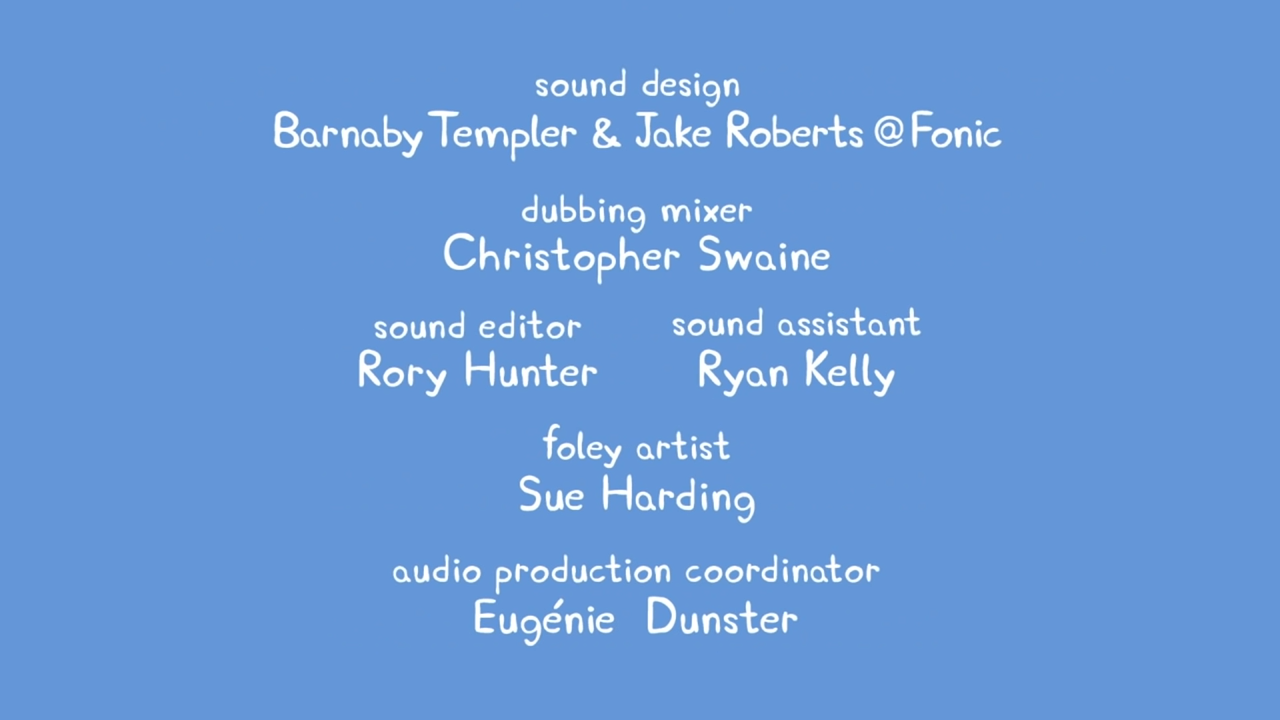 sound design
Barnaby Templer & Jake Roberts @ Fonic
dubbing mixer
Christopher Swaine
sound editor
Rory Hunter
sound assistant
Ryan Kelly
foley artist
Sue Harding
audio production coordinator
Eugénie Dunster